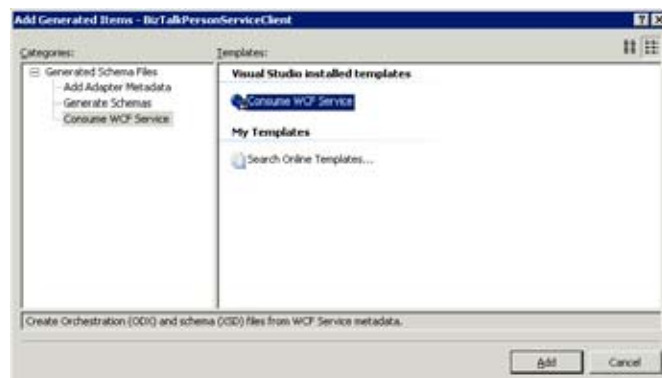 Add Generated Items - BizTalkPersonServiceClient
Categories:
Templates:
Generated Schema Files
Add Adapter Metadata
Generate Schemas
Consume WCF Service
Visual Studio installed templates
Consume WCF Service
My Templates
Search Online Templates...
Create Orchestration (ODX) and schema (XSD) files from WCF Service metadata.
Add
Cancel